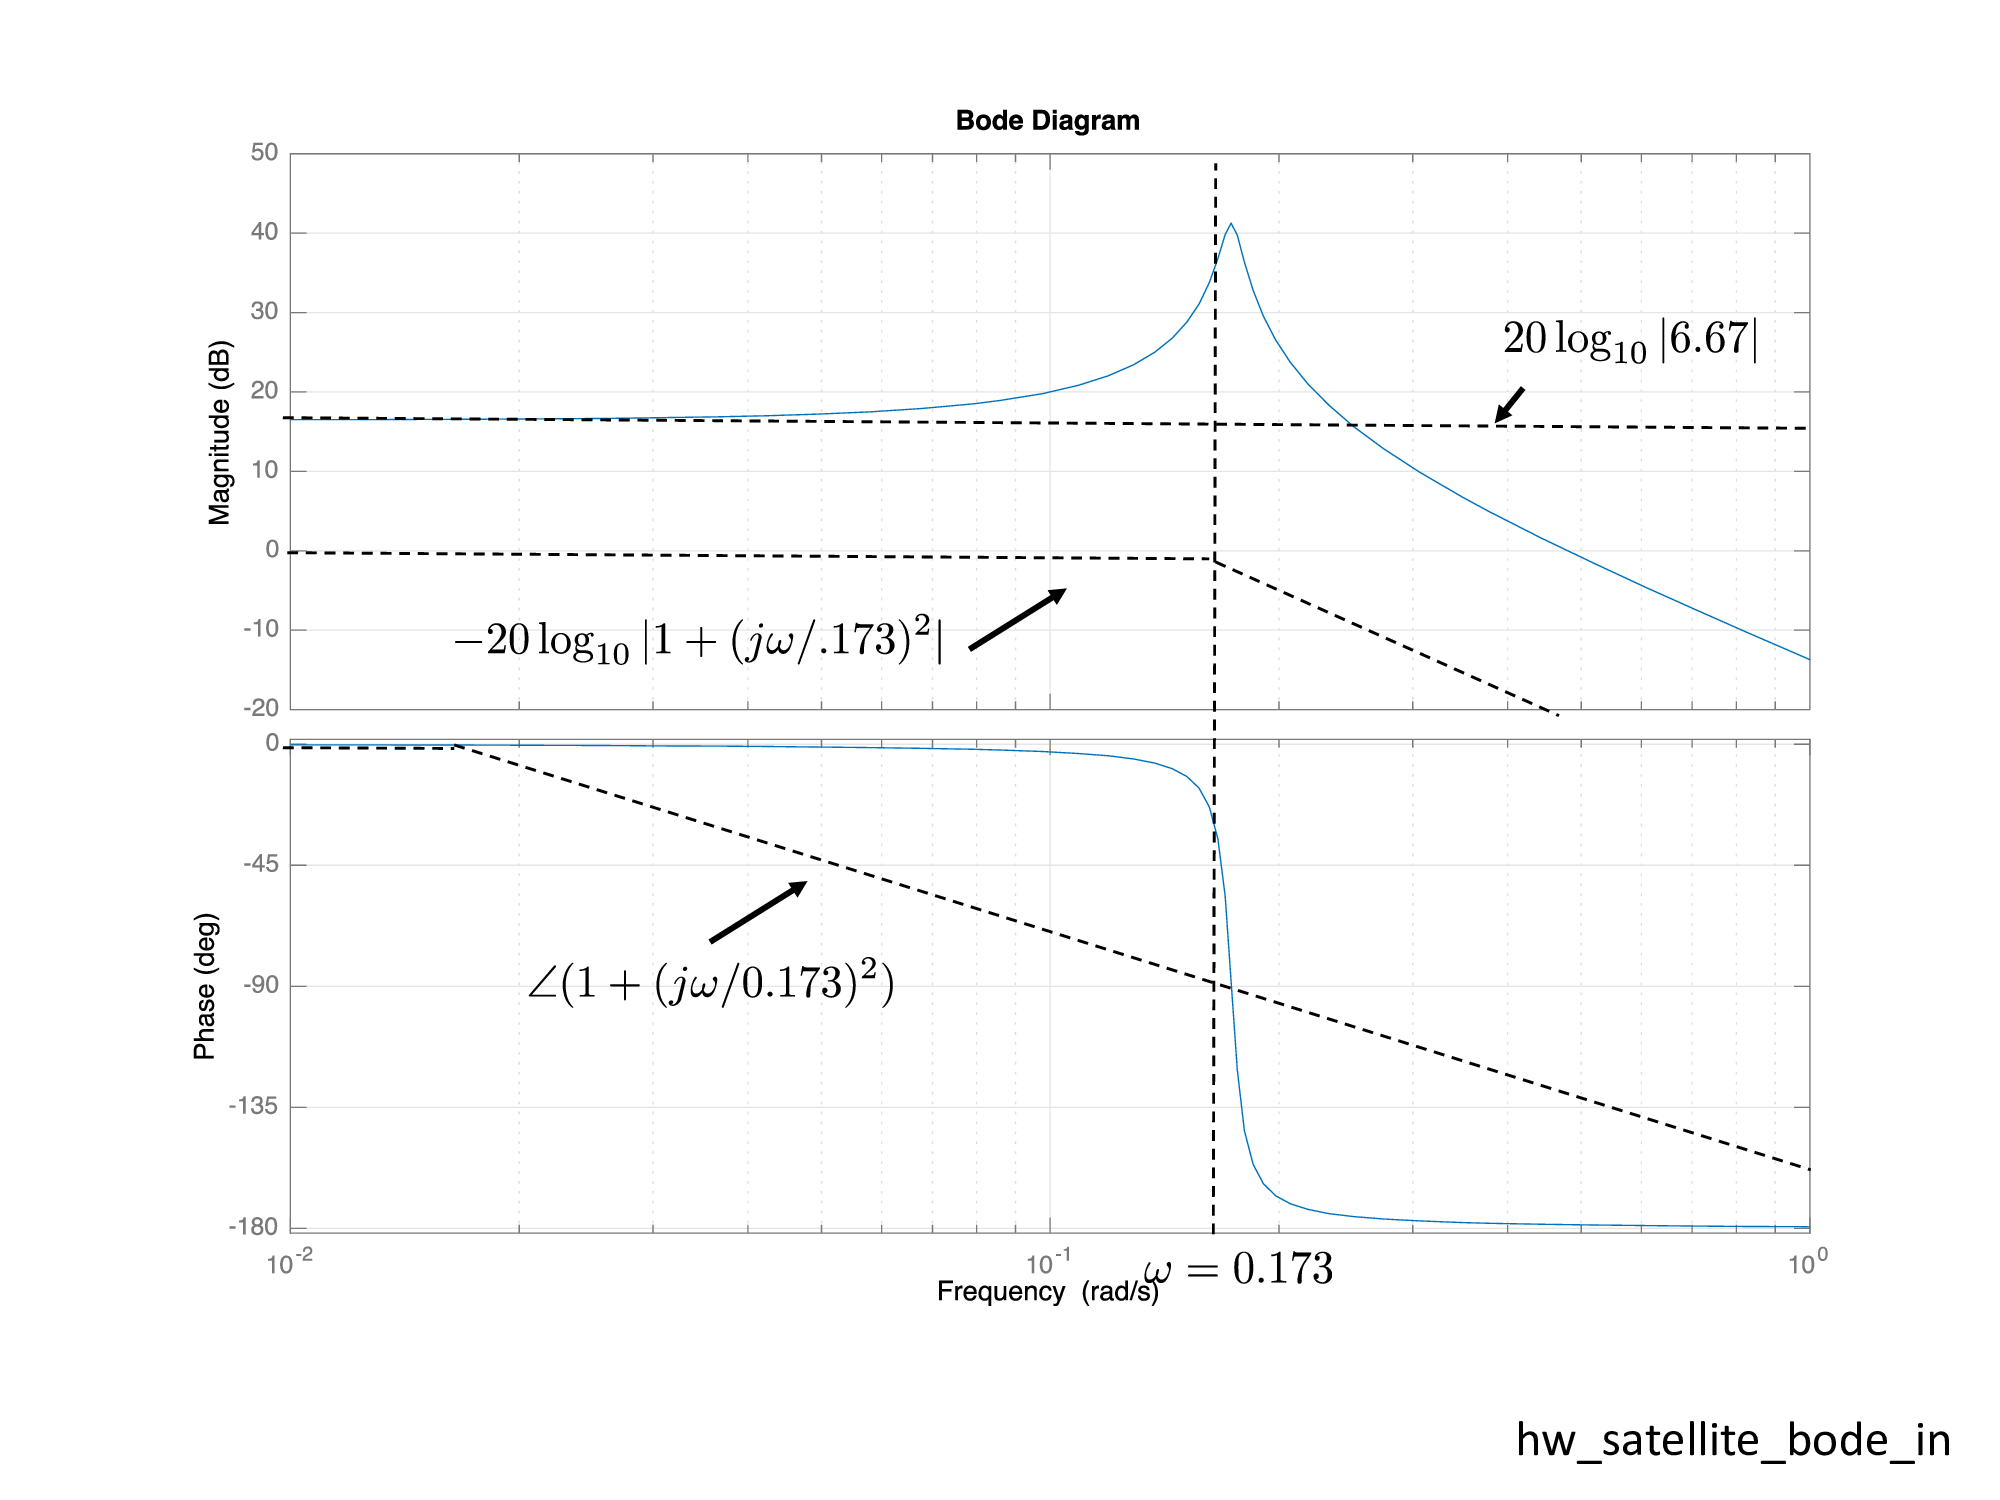 Bode Diagram
50
40
30
20
10
0
-10
-20
Magnitude (dB)
20 log₁₀ |6.67|
−20 log₁₀ |1 + (jω/.173)²|
0
-45
-90
-135
-180
Phase (deg)
∠(1 + (jω/0.173)²)
10⁻² 10⁻¹ 10⁰
ω = 0.173
Frequency (rad/s)
hw_satellite_bode_in